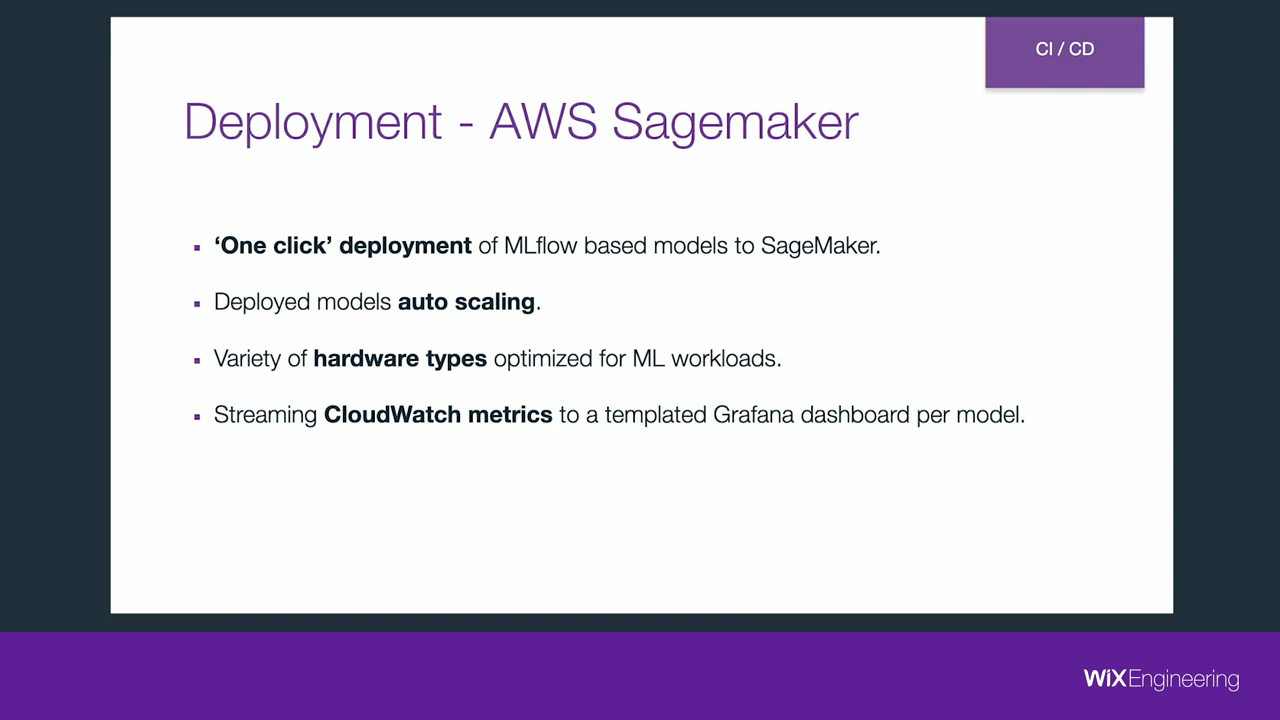 CI / CD
Deployment - AWS Sagemaker
‘One click’ deployment of MLflow based models to SageMaker.
Deployed models auto scaling.
Variety of hardware types optimized for ML workloads.
Streaming CloudWatch metrics to a templated Grafana dashboard per model.
WiXEngineering